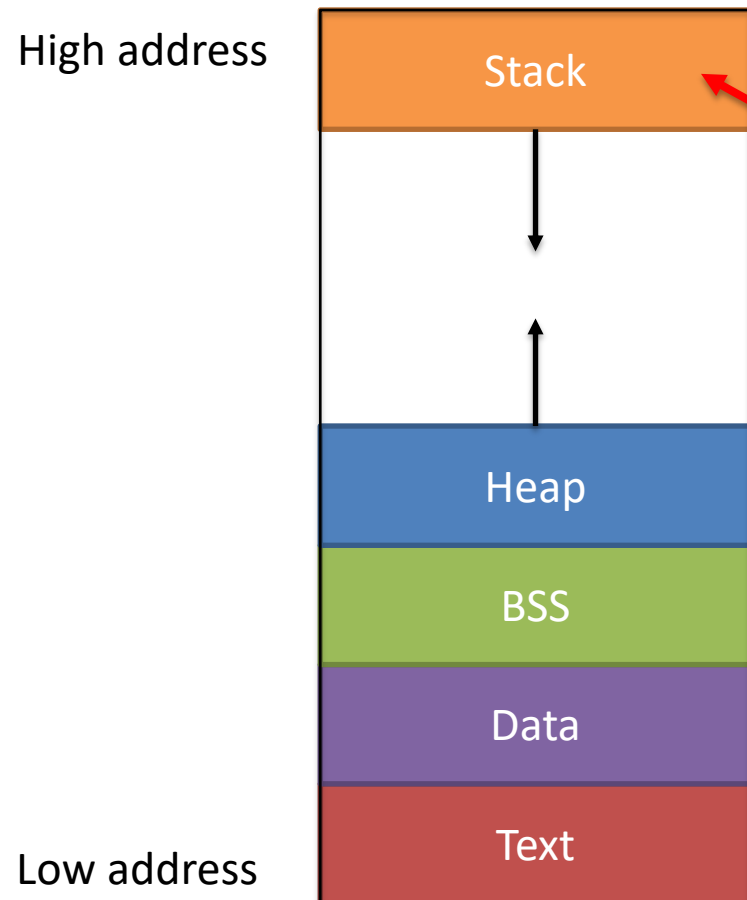 High address
Stack
Heap
BSS
Data
Text
Low address